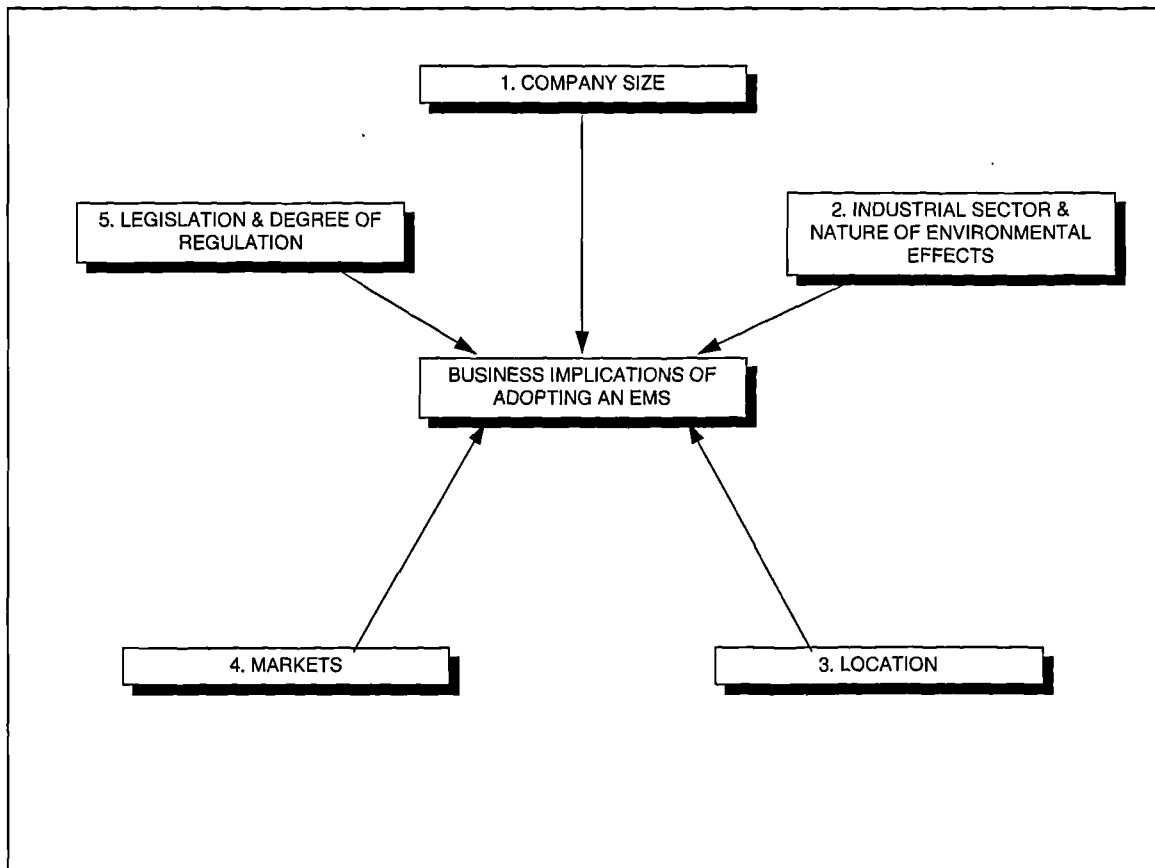 1. COMPANY SIZE
5. LEGISLATION & DEGREE OF
REGULATION
2. INDUSTRIAL SECTOR &
NATURE OF ENVIRONMENTAL
EFFECTS
BUSINESS IMPLICATIONS OF
ADOPTING AN EMS
4. MARKETS
3. LOCATION